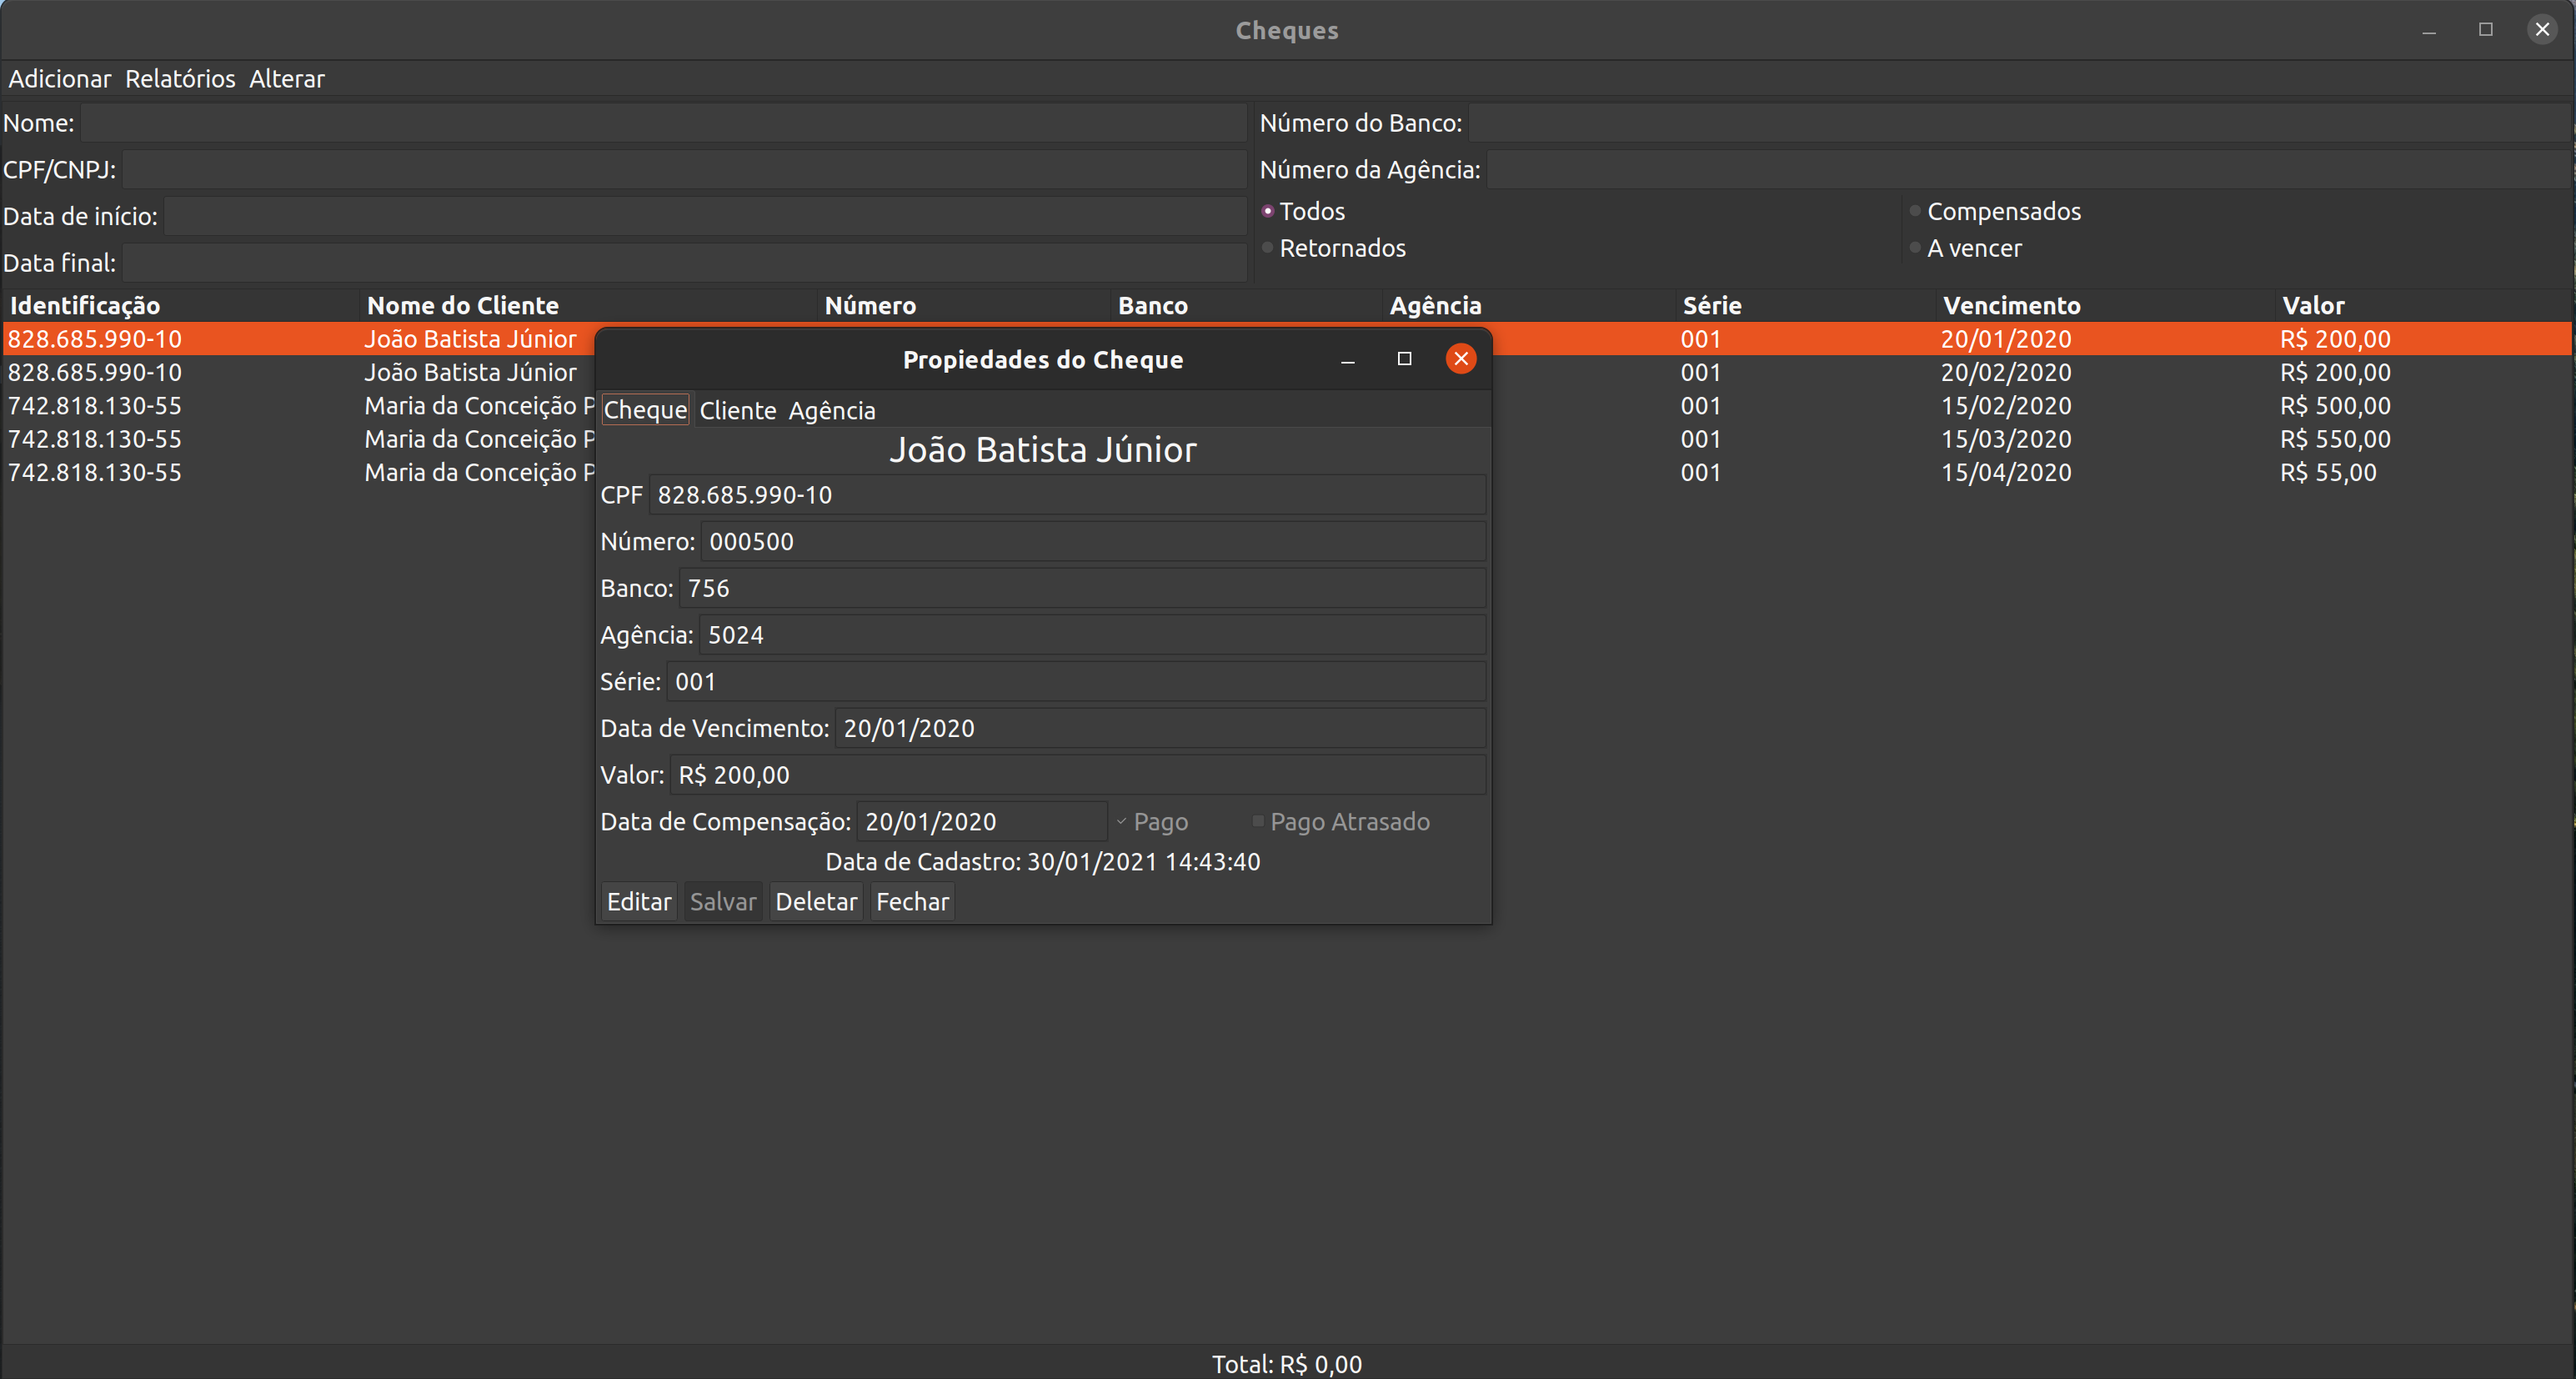 Cheques
Adicionar Relatórios Alterar
Nome:
Número do Banco:
CPF/CNPJ:
Número da Agência:
Data de início:
Todos
Compensados
Retornados
A vencer
Data final:
Identificação Nome do Cliente Número Banco Agência Série Vencimento Valor
828.685.990-10 João Batista Júnior 001 20/01/2020 R$ 200,00
828.685.990-10 João Batista Júnior 001 20/02/2020 R$ 200,00
742.818.130-55 Maria da Conceição P 001 15/02/2020 R$ 500,00
742.818.130-55 Maria da Conceição P 001 15/03/2020 R$ 550,00
742.818.130-55 Maria da Conceição P 001 15/04/2020 R$ 55,00
Propiedades do Cheque
Cheque Cliente Agência
João Batista Júnior
CPF 828.685.990-10
Número: 000500
Banco: 756
Agência: 5024
Série: 001
Data de Vencimento: 20/01/2020
Valor: R$ 200,00
Data de Compensação: 20/01/2020 Pago Pago Atrasado
Data de Cadastro: 30/01/2021 14:43:40
Editar Salvar Deletar Fechar
Total: R$ 0,00